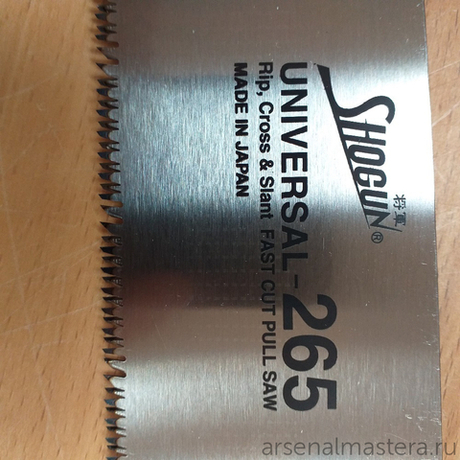 SHOGUN®
将軍
UNIVERSAL-265
Rip, Cross & Slant FAST CUT PULL SAW
MADE IN JAPAN
arsenalmastera.ru